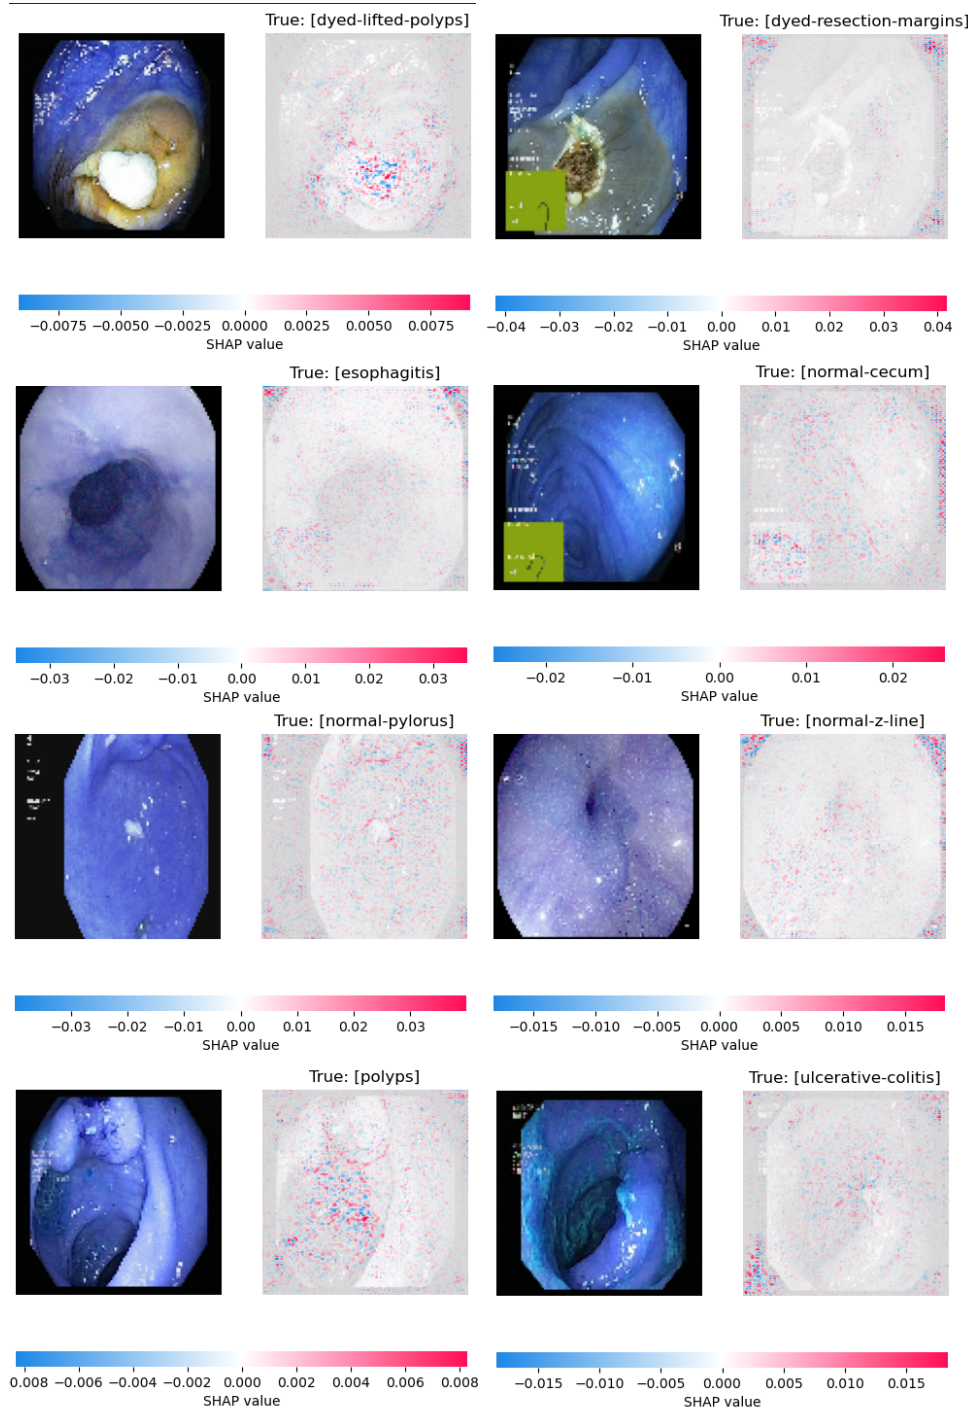 True: [dyed-lifted-polyps]
−0.0075 −0.0050 −0.0025 0.0000 0.0025 0.0050 0.0075
SHAP value
True: [dyed-resection-margins]
−0.04 −0.03 −0.02 −0.01 0.00 0.01 0.02 0.03 0.04
SHAP value
True: [esophagitis]
−0.03 −0.02 −0.01 0.00 0.01 0.02 0.03
SHAP value
True: [normal-cecum]
−0.02 −0.01 0.00 0.01 0.02
SHAP value
True: [normal-pylorus]
−0.03 −0.02 −0.01 0.00 0.01 0.02 0.03
SHAP value
True: [normal-z-line]
−0.015 −0.010 −0.005 0.000 0.005 0.010 0.015
SHAP value
True: [polyps]
0.008 −0.006 −0.004 −0.002 0.000 0.002 0.004 0.006 0.008
SHAP value
True: [ulcerative-colitis]
−0.015 −0.010 −0.005 0.000 0.005 0.010 0.015
SHAP value